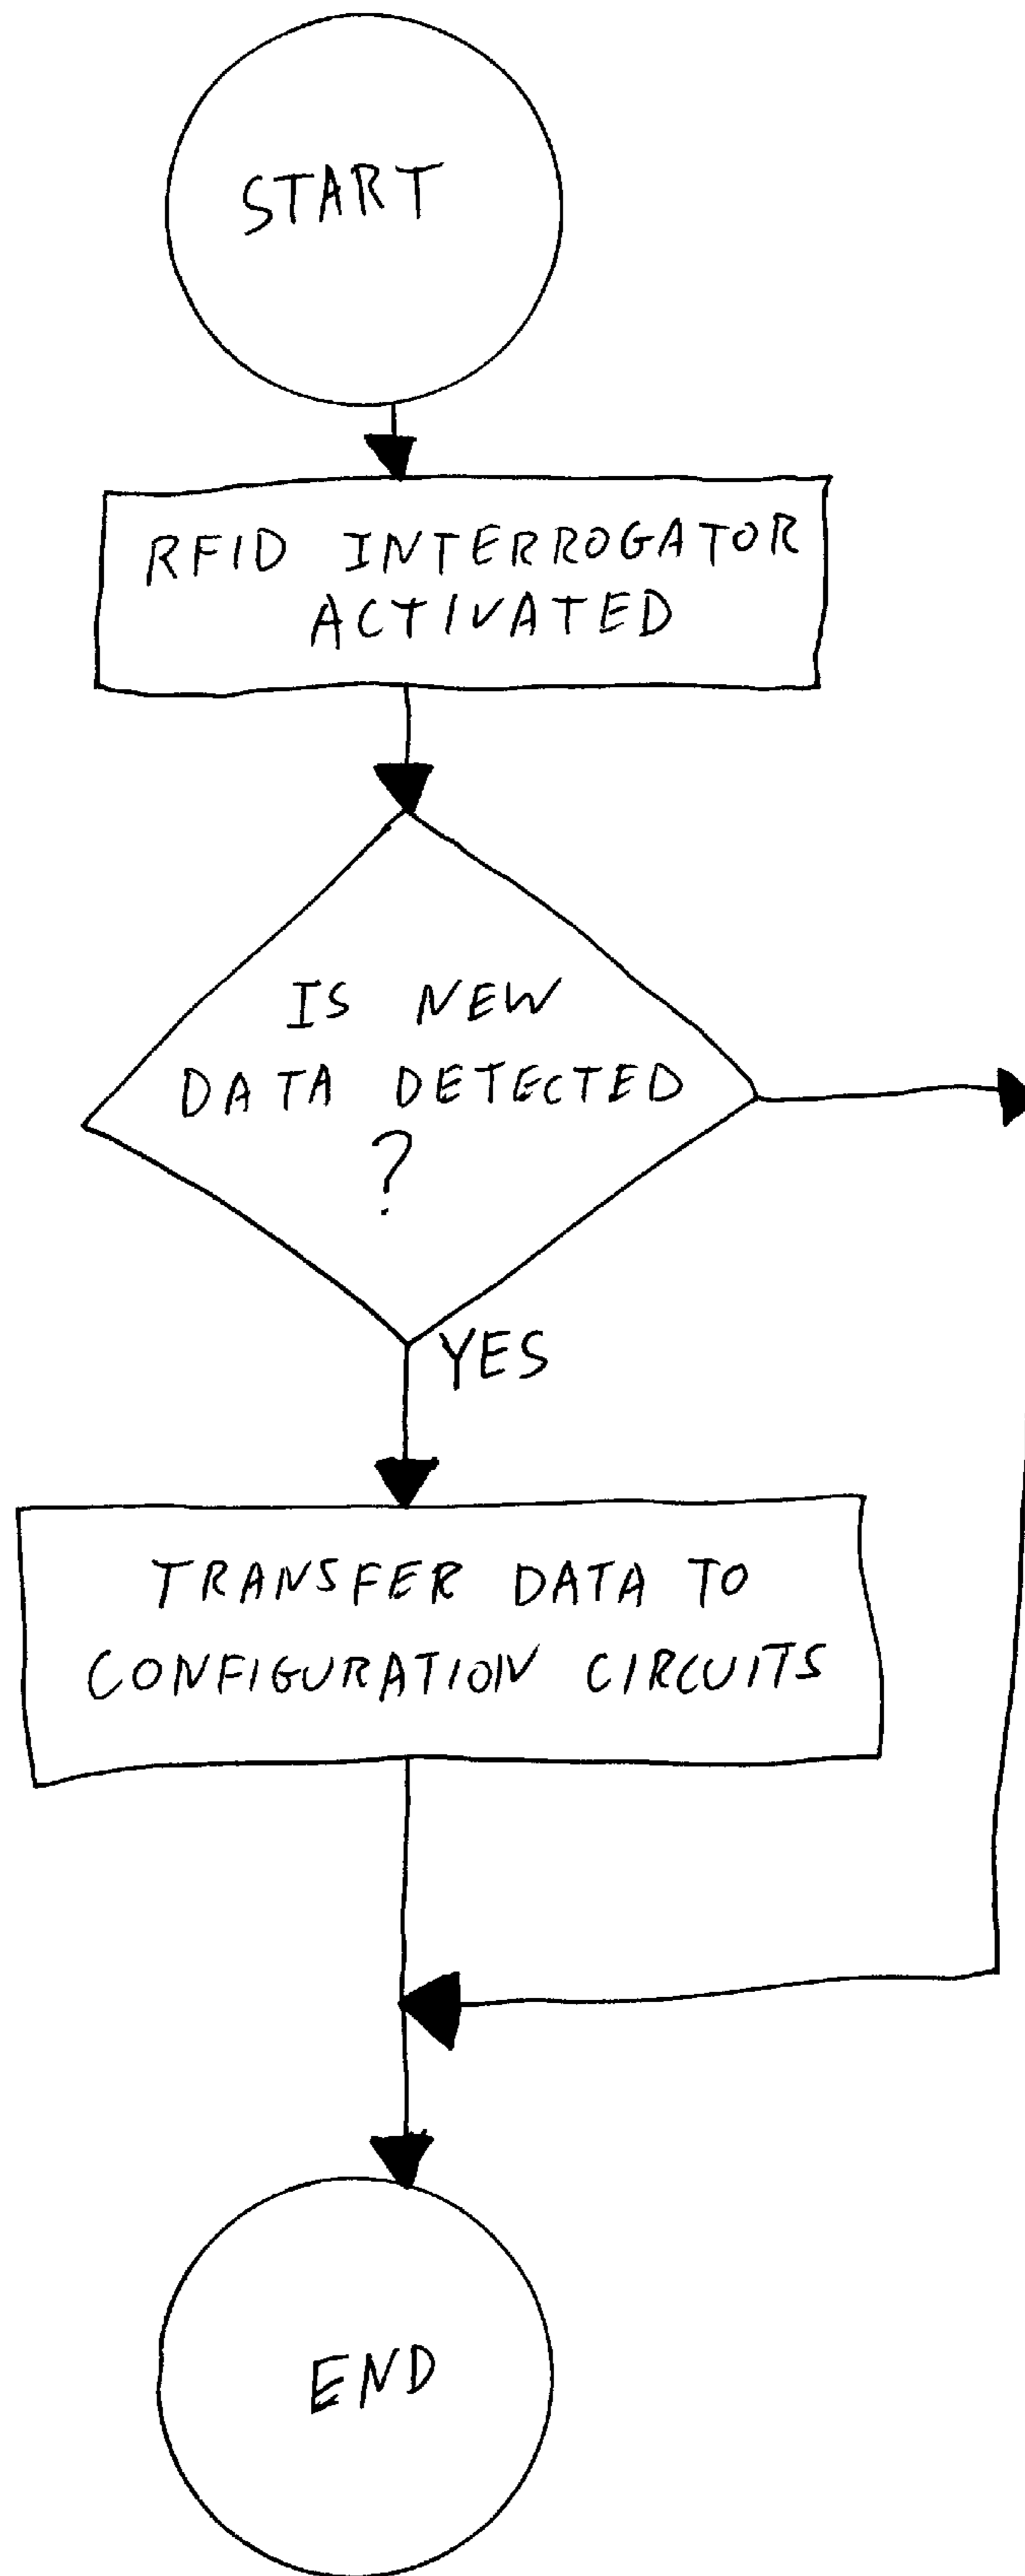 START
RFID INTERROGATOR
ACTIVATED
IS NEW
DATA DETECTED
?
YES
TRANSFER DATA TO
CONFIGURATION CIRCUITS
END